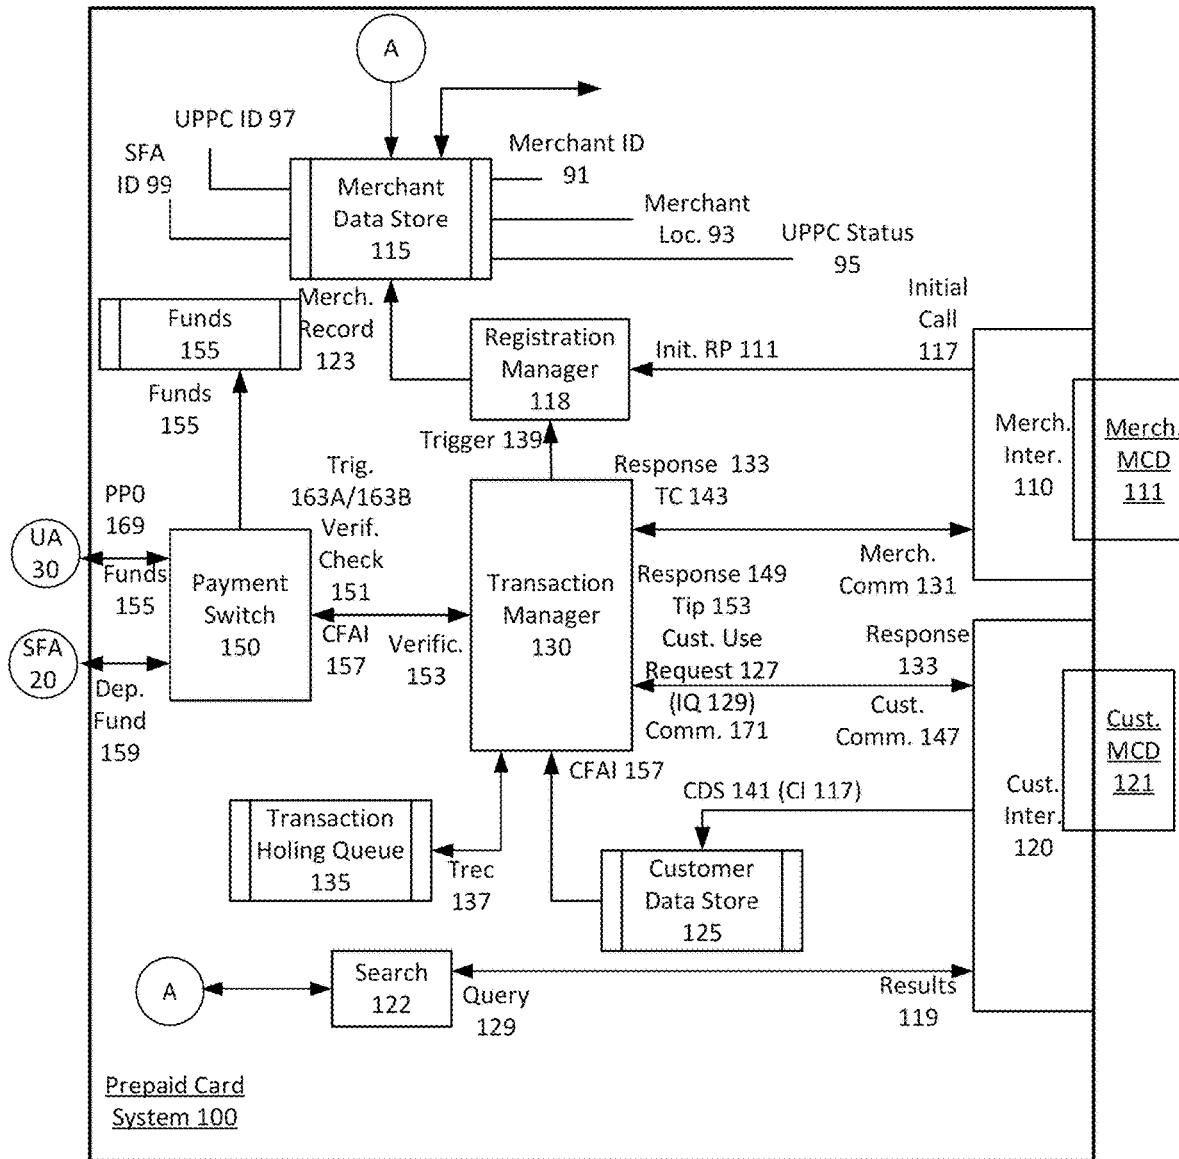 A
UPPC ID 97
SFA
ID 99
Merchant
Data Store
115
Merchant ID
91
Merchant
Loc. 93
UPPC Status
95
Merch.
Record
123
Funds
155
Funds
155
Registration
Manager
118
Init. RP 111
Initial
Call
117
Trigger 139
Merch.
Inter.
110
Merch.
MCD
111
PP0
169
UA
30
Funds
155
SFA
20
Dep.
Fund
159
Payment
Switch
150
Trig.
163A/163B
Verif.
Check
151
CFAI
157
Verific.
153
Transaction
Manager
130
Response 133
TC 143
Merch.
Comm 131
Response 149
Tip 153
Cust. Use
Request 127
(IQ 129)
Comm. 171
Response
133
Cust.
Comm. 147
Cust.
MCD
121
Cust.
Inter.
120
CFAI 157
CDS 141 (CI 117)
Transaction
Holing Queue
135
Trec
137
Customer
Data Store
125
A
Search
122
Query
129
Results
119
Prepaid Card
System 100